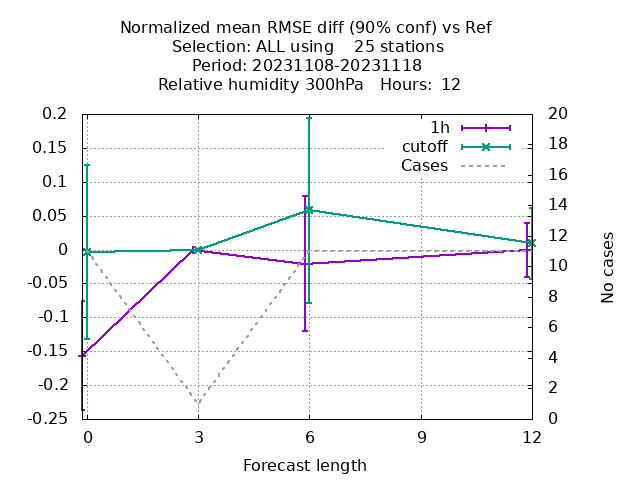 Normalized mean RMSE diff (90% conf) vs Ref
Selection: ALL using    25 stations
Period: 20231108-20231118
Relative humidity 300hPa   Hours:  12
0.2
0.15
0.1
0.05
0
-0.05
-0.1
-0.15
-0.2
-0.25
1h
cutoff
Cases
20
18
16
14
12
10
8
6
4
2
0
No cases
0 3 6 9 12
Forecast length